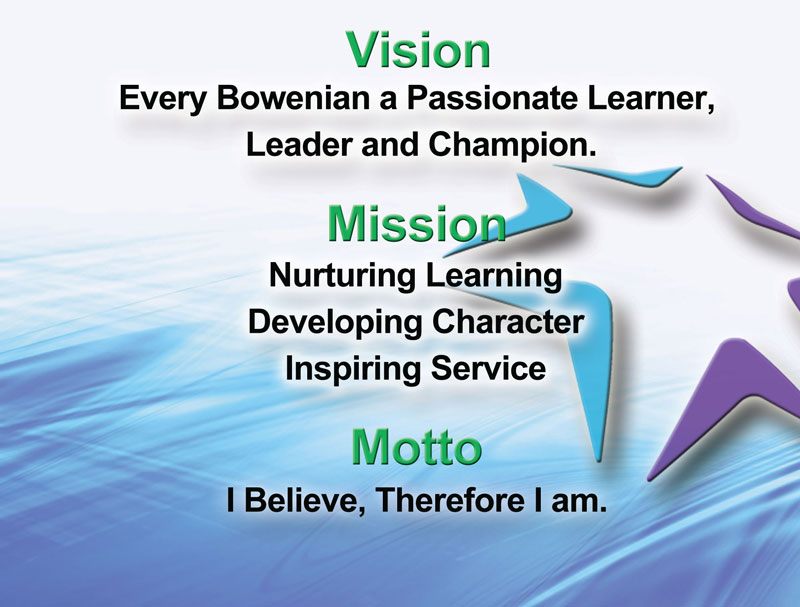 Vision
Every Bowenian a Passionate Learner,
Leader and Champion.
Mission
Nurturing Learning
Developing Character
Inspiring Service
Motto
I Believe, Therefore I am.